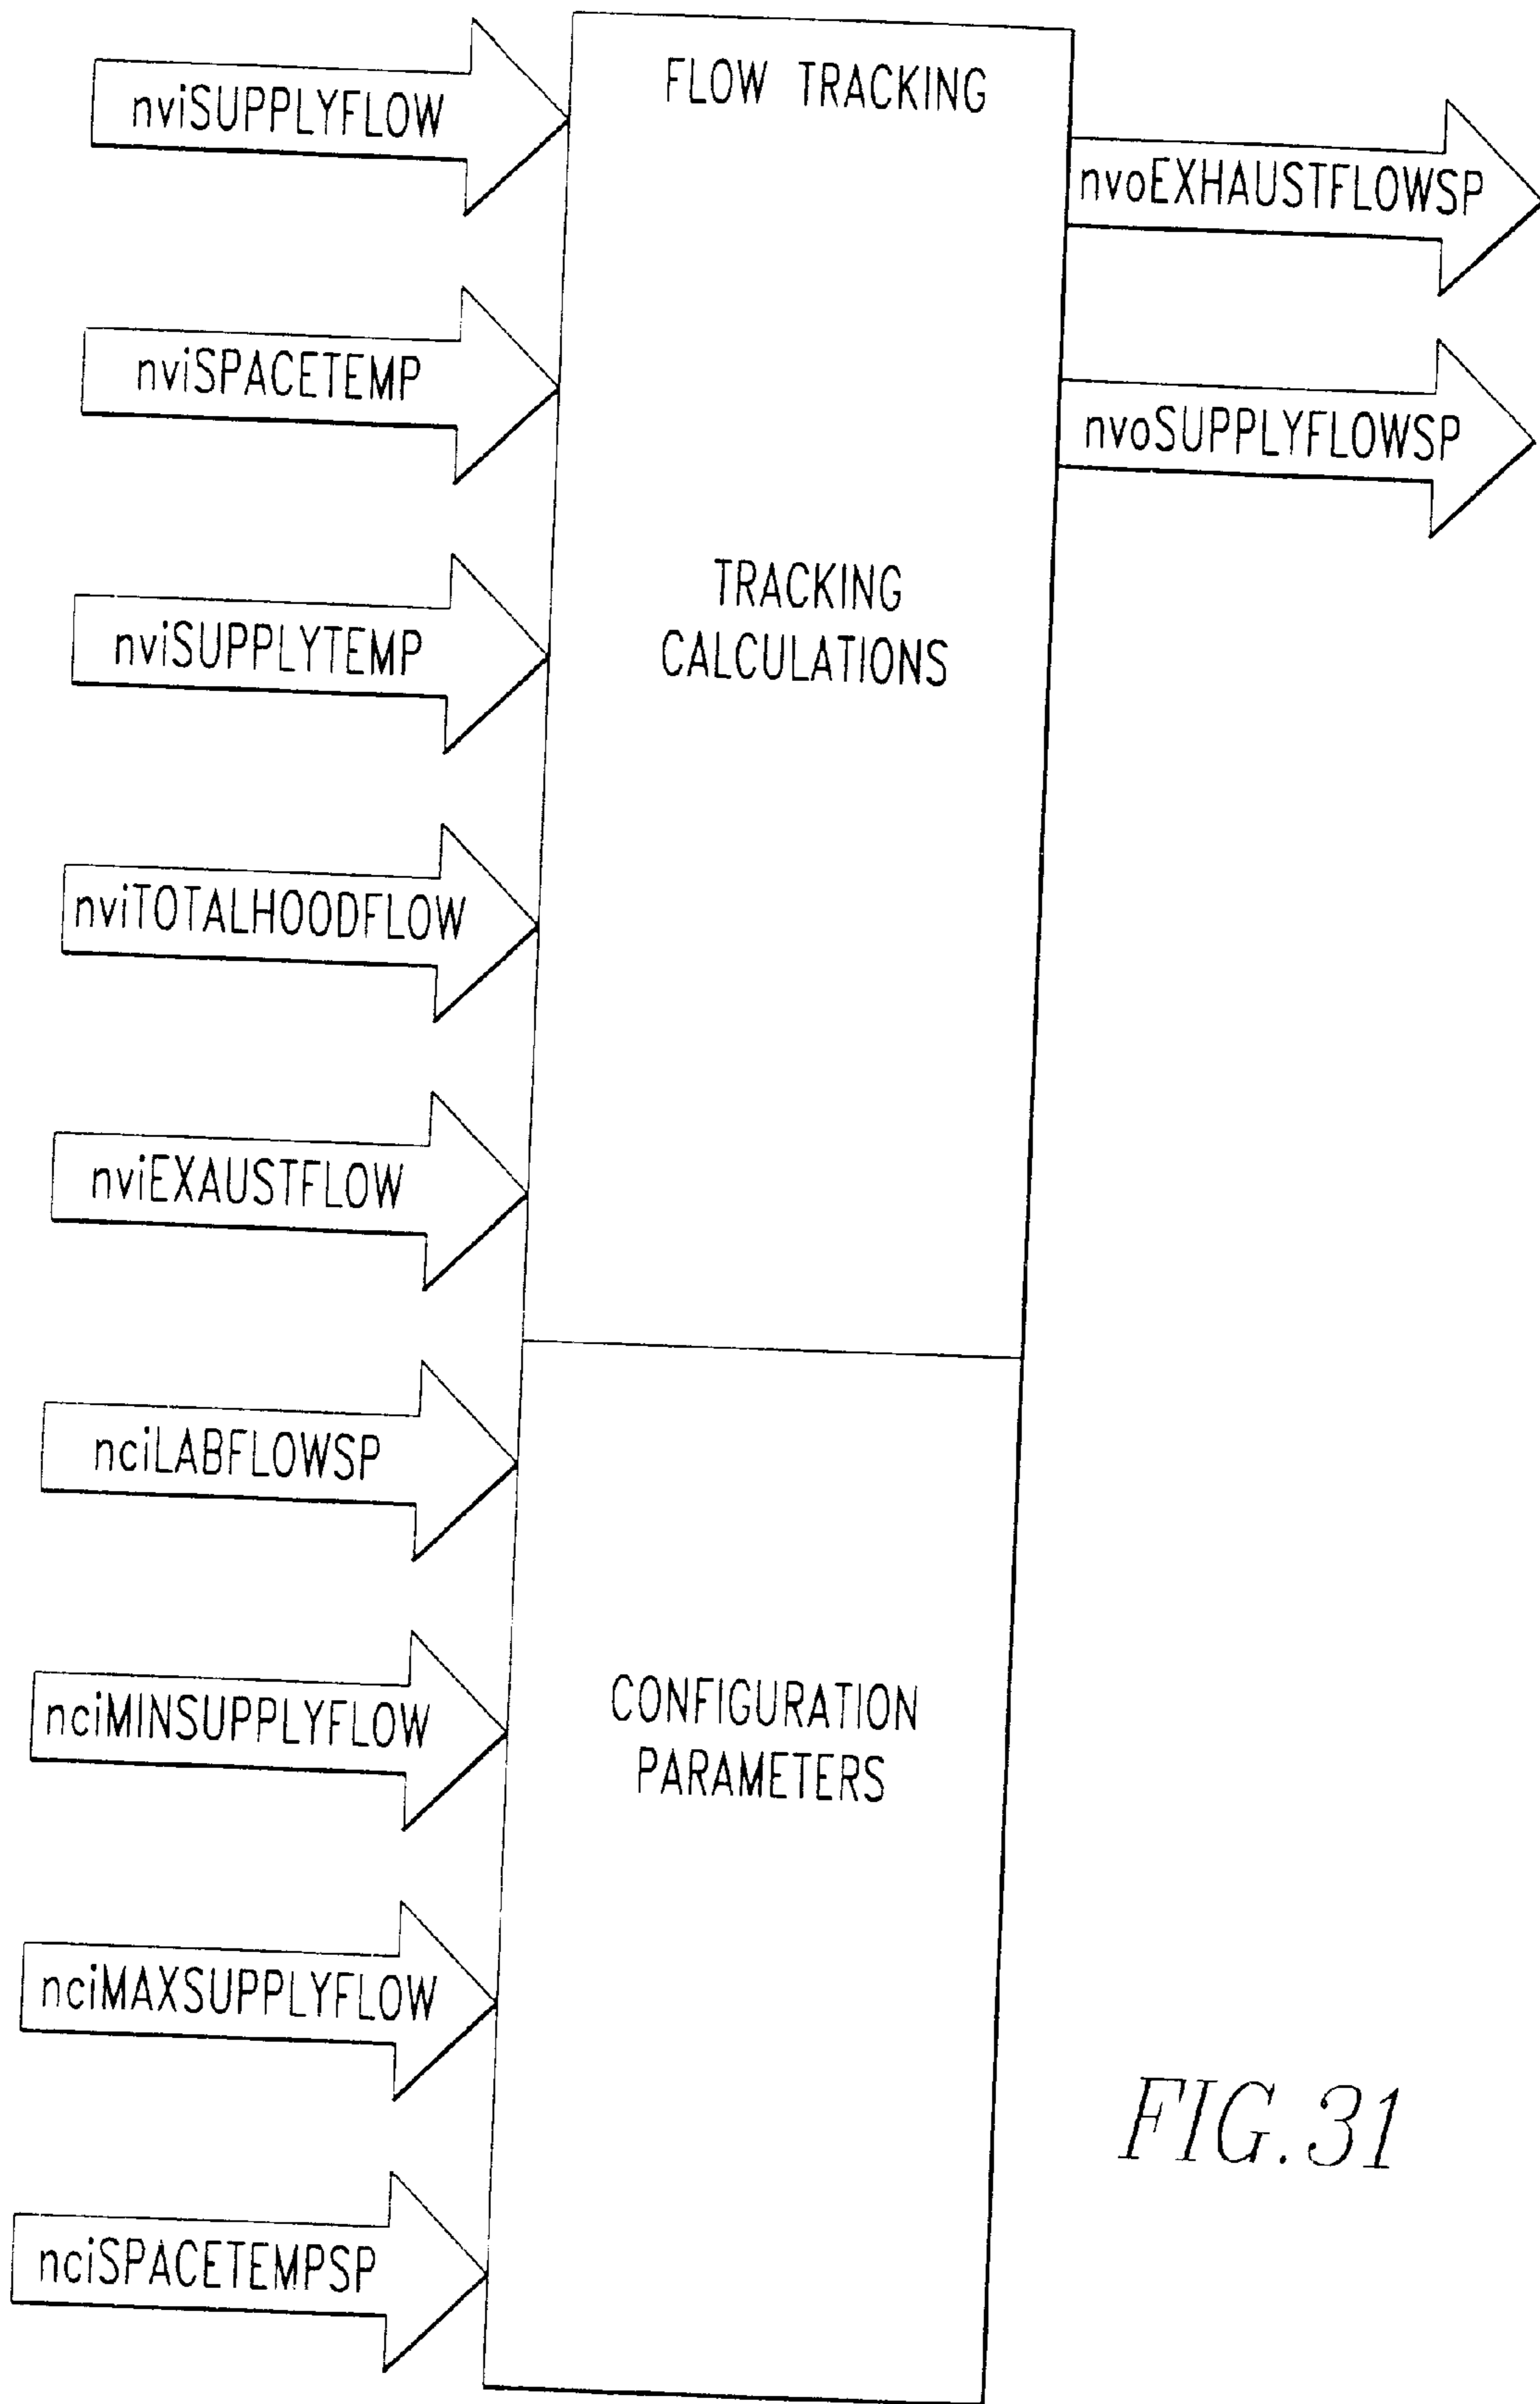 FLOW TRACKING
nviSUPPLYFLOW
nvoEXHAUSTFLOWSP
nviSPACETEMP
nvoSUPPLYFLOWSP
TRACKING
CALCULATIONS
nviSUPPLYTEMP
nviTOTALHOODFLOW
nviEXAUSTFLOW
nciLABFLOWSP
nciMINSUPPLYFLOW
CONFIGURATION
PARAMETERS
nciMAXSUPPLYFLOW
nciSPACETEMPSP
FIG. 31